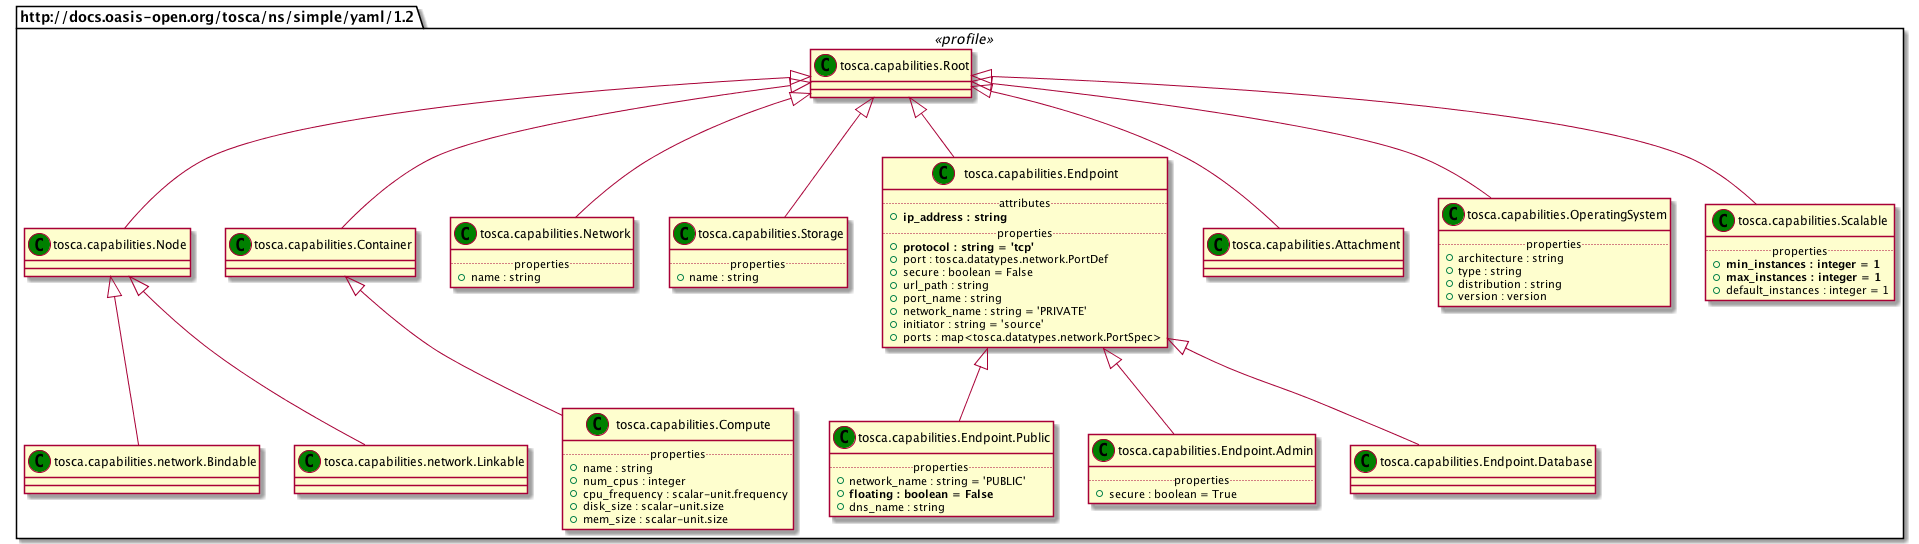 http://docs.oasis-open.org/tosca/ns/simple/yaml/1.2
«profile»
C tosca.capabilities.Root
C tosca.capabilities.Node
C tosca.capabilities.Container
C tosca.capabilities.Network
properties
name : string
C tosca.capabilities.Storage
properties
name : string
C tosca.capabilities.Endpoint
attributes
ip_address : string
properties
protocol : string = 'tcp'
port : tosca.datatypes.network.PortDef
secure : boolean = False
url_path : string
port_name : string
network_name : string = 'PRIVATE'
initiator : string = 'source'
ports : map<tosca.datatypes.network.PortSpec>
C tosca.capabilities.Attachment
C tosca.capabilities.OperatingSystem
properties
architecture : string
type : string
distribution : string
version : version
C tosca.capabilities.Scalable
properties
min_instances : integer = 1
max_instances : integer = 1
default_instances : integer = 1
C tosca.capabilities.network.Bindable
C tosca.capabilities.network.Linkable
C tosca.capabilities.Compute
properties
name : string
num_cpus : integer
cpu_frequency : scalar-unit.frequency
disk_size : scalar-unit.size
mem_size : scalar-unit.size
C tosca.capabilities.Endpoint.Public
properties
network_name : string = 'PUBLIC'
floating : boolean = False
dns_name : string
C tosca.capabilities.Endpoint.Admin
properties
secure : boolean = True
C tosca.capabilities.Endpoint.Database